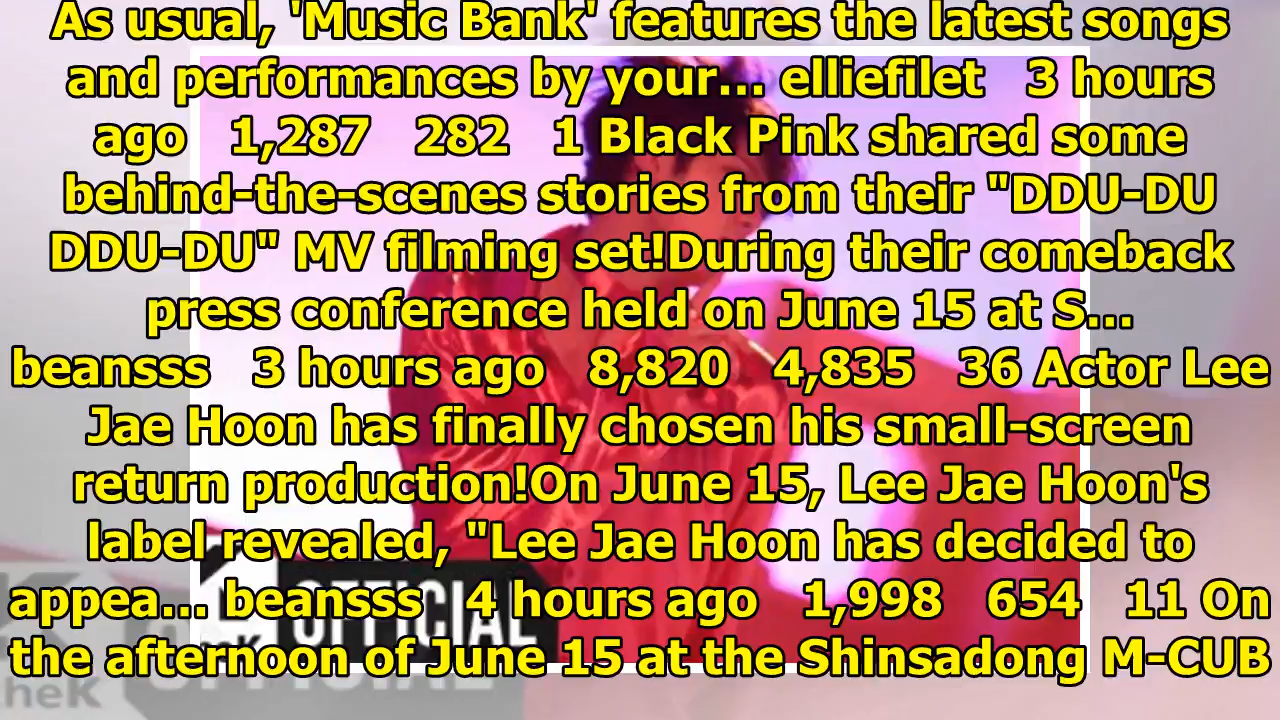 As usual, 'Music Bank' features the latest songs
and performances by your... elliefilet 3 hours
ago 1,287 282 1 Black Pink shared some
behind-the-scenes stories from their "DDU-DU
DDU-DU" MV filming set!During their comeback
press conference held on June 15 at S...
beansss 3 hours ago 8,820 4,835 36 Actor Lee
Jae Hoon has finally chosen his small-screen
return production!On June 15, Lee Jae Hoon's
label revealed, "Lee Jae Hoon has decided to
appea... beansss 4 hours ago 1,998 654 11 On
the afternoon of June 15 at the Shinsadong M-CUB
OFFICIAL